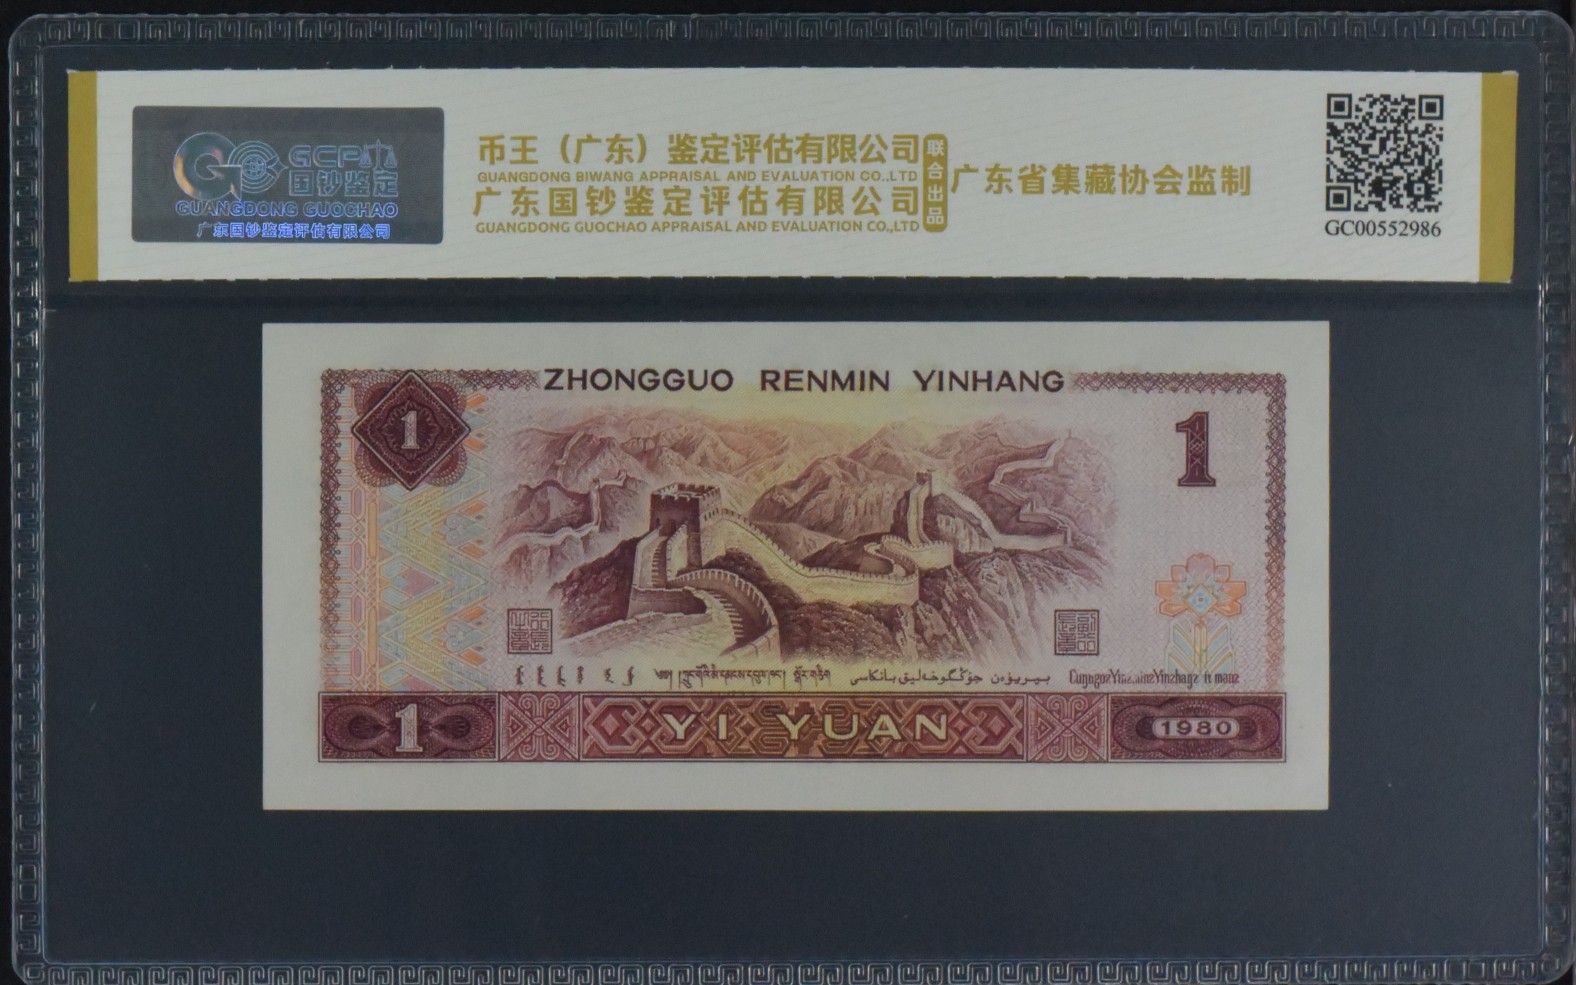 GCP
国钞鉴定
GUANGDONG GUOCHAO
广东国钞鉴定评估有限公司
币王（广东）鉴定评估有限公司
GUANGDONG BIWANG APPRAISAL AND EVALUATION CO.,LTD
广东国钞鉴定评估有限公司
GUANGDONG GUOCHAO APPRAISAL AND EVALUATION CO.,LTD
联合出品
广东省集藏协会监制
GC00552986
ZHONGGUO RENMIN YINHANG
1
1
1
YI YUAN
1980